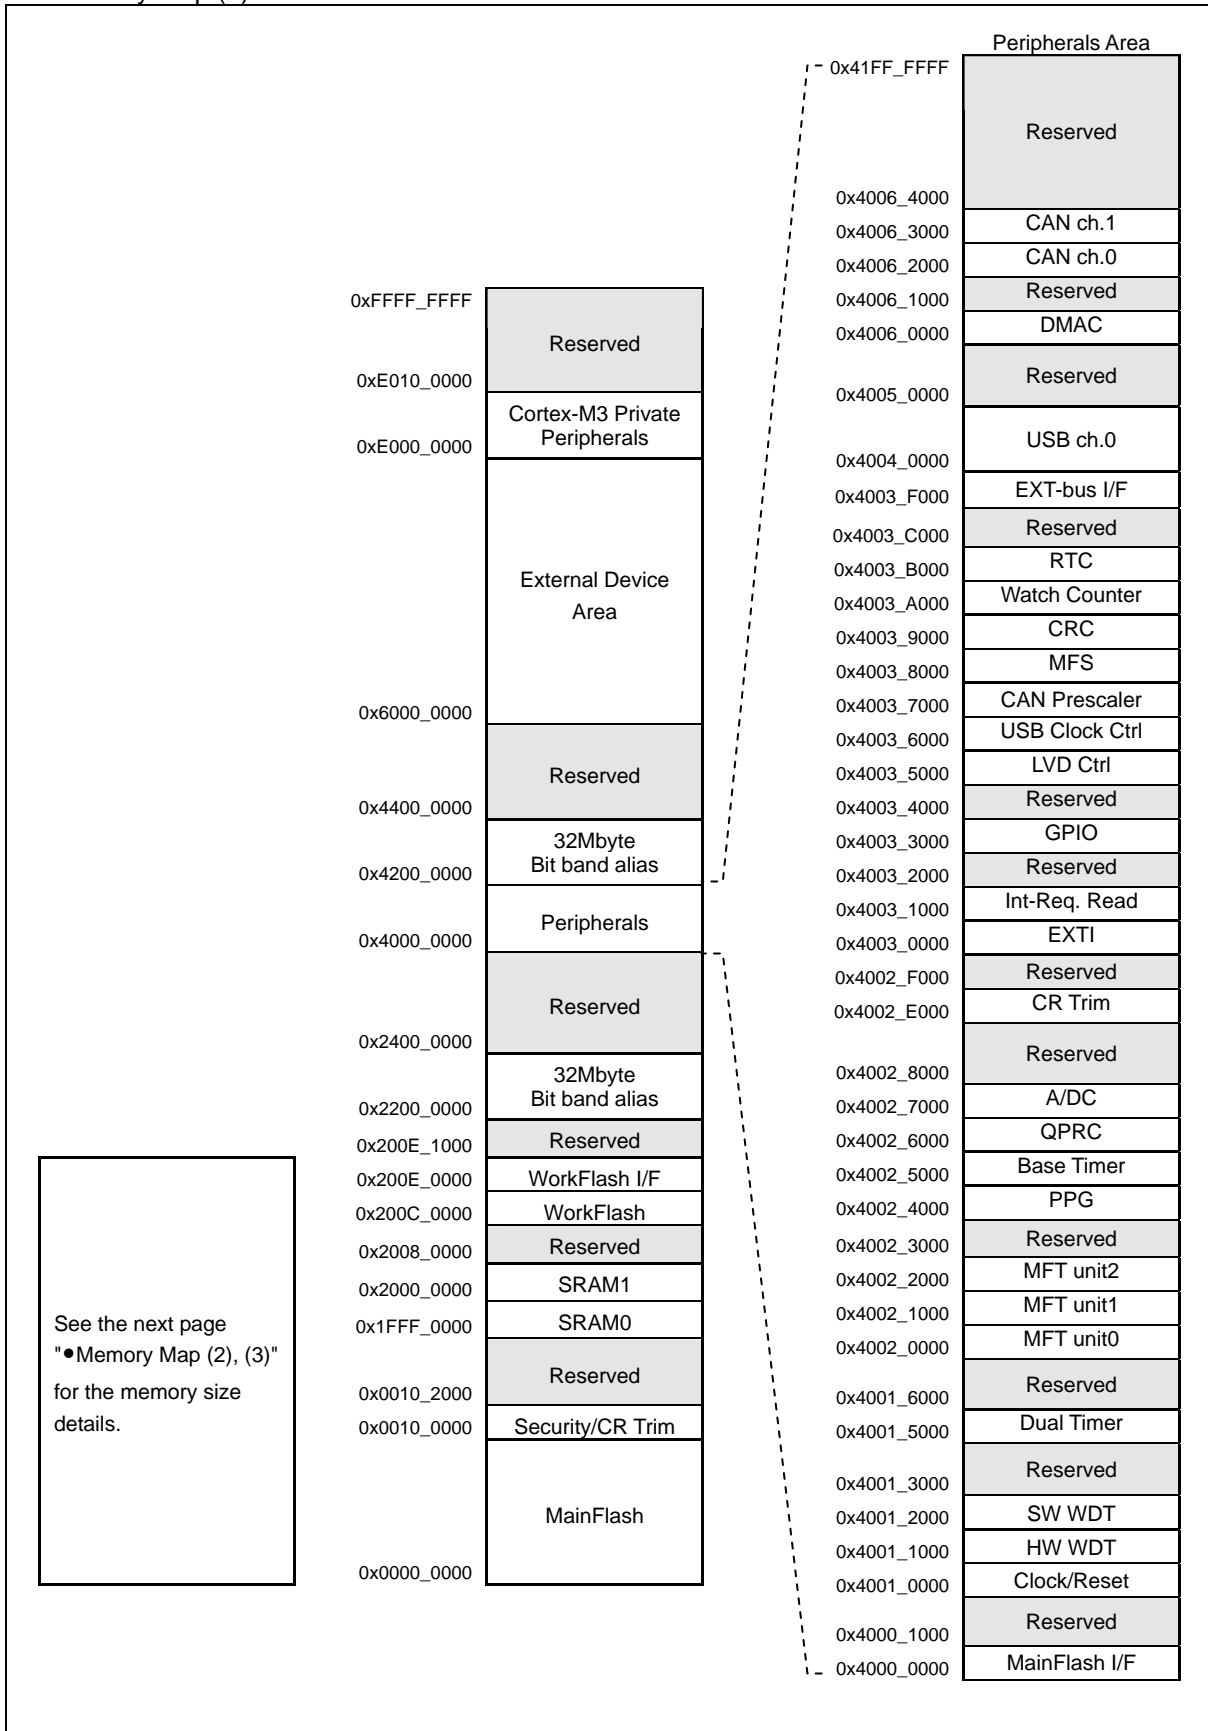 Peripherals Area
0x41FF_FFFF
Reserved
0x4006_4000
CAN ch.1
0x4006_3000
CAN ch.0
0x4006_2000
Reserved
0x4006_1000
DMAC
0x4006_0000
Reserved
0x4005_0000
USB ch.0
0x4004_0000
EXT-bus I/F
0x4003_F000
Reserved
0x4003_C000
RTC
0x4003_B000
Watch Counter
0x4003_A000
CRC
0x4003_9000
MFS
0x4003_8000
CAN Prescaler
0x4003_7000
USB Clock Ctrl
0x4003_6000
LVD Ctrl
0x4003_5000
Reserved
0x4003_4000
GPIO
0x4003_3000
Reserved
0x4003_2000
Int-Req. Read
0x4003_1000
EXTI
0x4003_0000
Reserved
0x4002_F000
CR Trim
0x4002_E000
Reserved
0x4002_8000
A/DC
0x4002_7000
QPRC
0x4002_6000
Base Timer
0x4002_5000
PPG
0x4002_4000
Reserved
0x4002_3000
MFT unit2
0x4002_2000
MFT unit1
0x4002_1000
MFT unit0
0x4002_0000
Reserved
0x4001_6000
Dual Timer
0x4001_5000
Reserved
0x4001_3000
SW WDT
0x4001_2000
HW WDT
0x4001_1000
Clock/Reset
0x4001_0000
Reserved
0x4000_1000
MainFlash I/F
0x4000_0000
0xFFFF_FFFF
Reserved
0xE010_0000
Cortex-M3 Private
Peripherals
0xE000_0000
External Device
Area
0x6000_0000
Reserved
0x4400_0000
32Mbyte
Bit band alias
0x4200_0000
Peripherals
0x4000_0000
Reserved
0x2400_0000
32Mbyte
Bit band alias
0x2200_0000
Reserved
0x200E_1000
WorkFlash I/F
0x200E_0000
WorkFlash
0x200C_0000
Reserved
0x2008_0000
SRAM1
0x2000_0000
SRAM0
0x1FFF_0000
Reserved
0x0010_2000
Security/CR Trim
0x0010_0000
MainFlash
0x0000_0000
See the next page
"●Memory Map (2), (3)"
for the memory size
details.